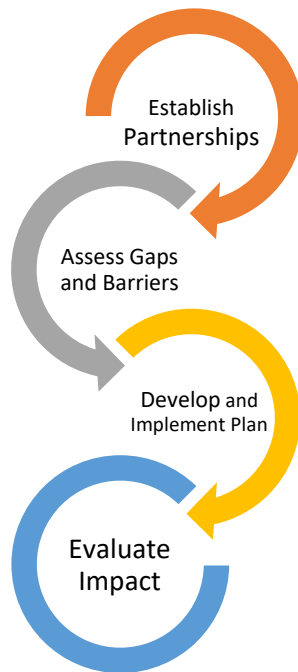 Establish
Partnerships
Assess Gaps
and Barriers
Develop and
Implement Plan
Evaluate
Impact